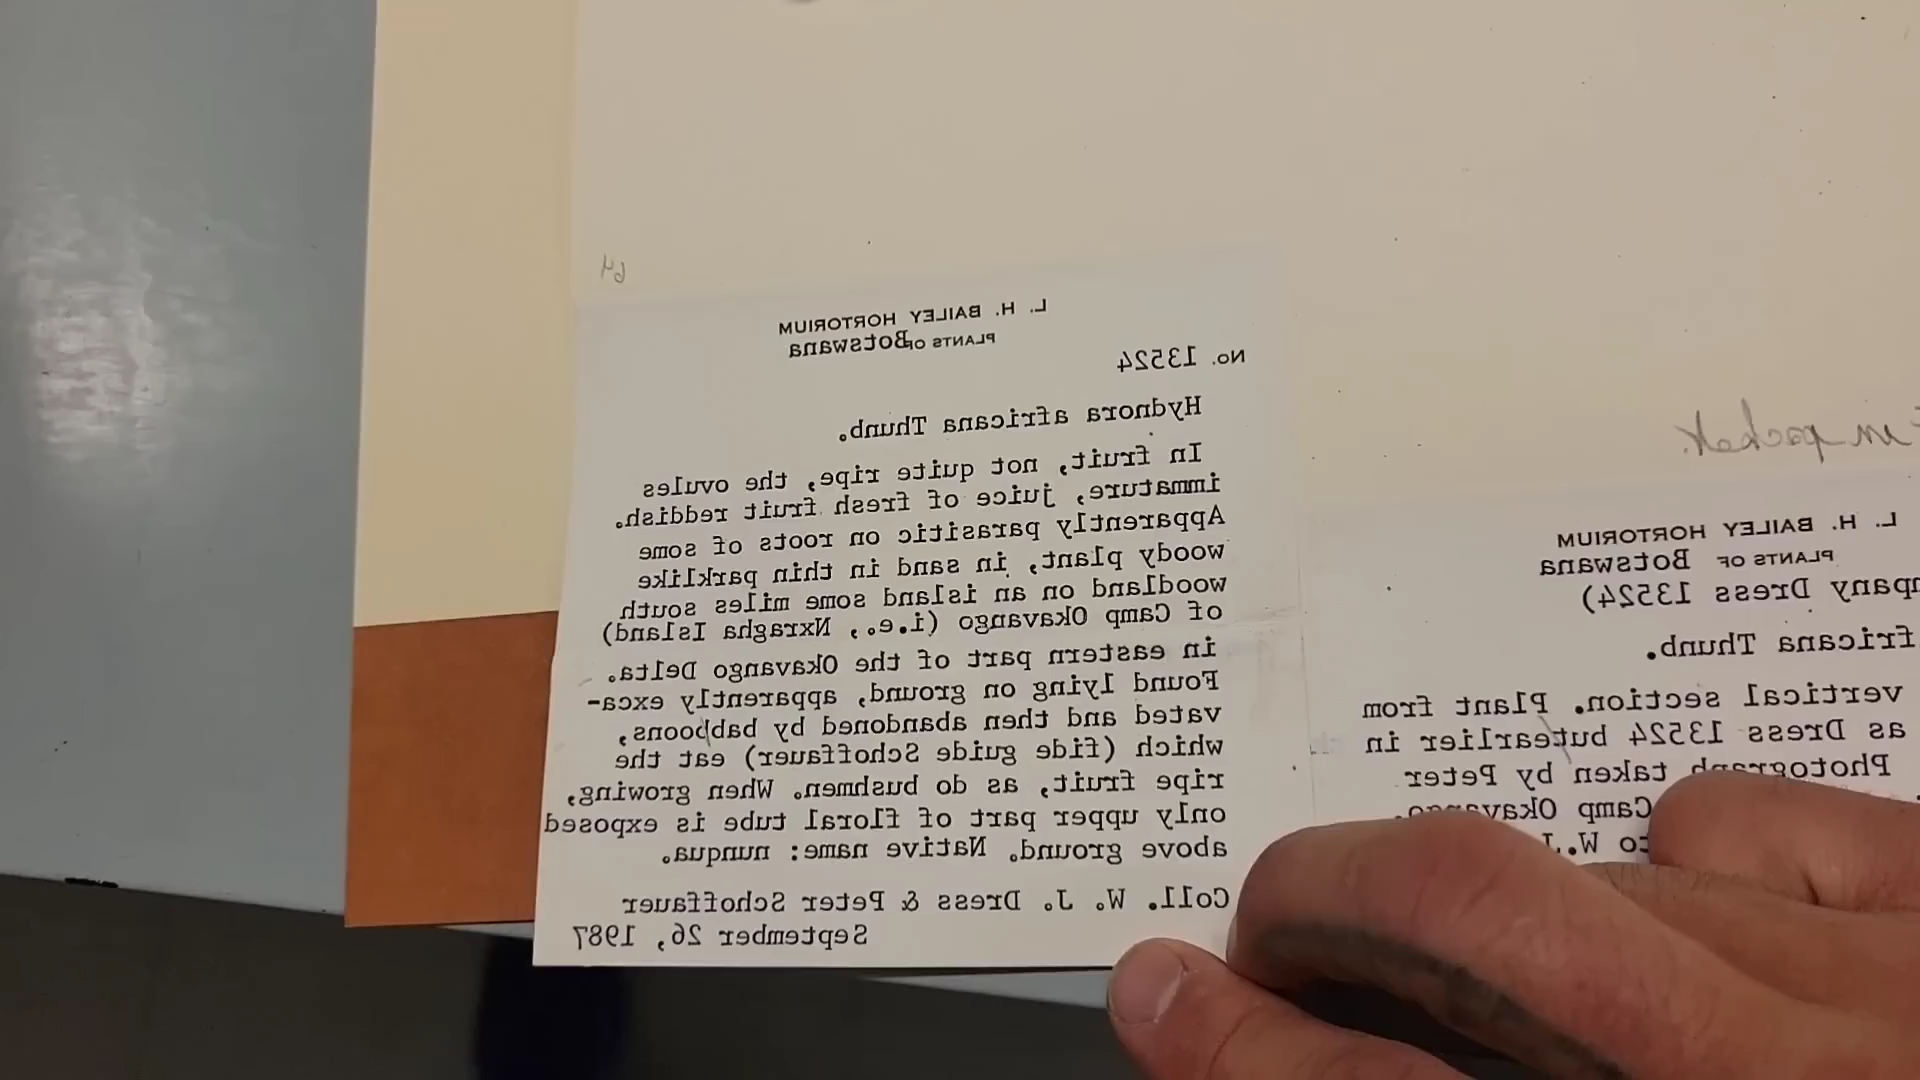 L. H. BAILEY HORTORIUM
PLANTS OF Botswana
No. 13524
Hydnora africana Thunb.
In fruit, not quite ripe, the ovules
immature, juice of fresh fruit reddish.
Apparently parasitic on roots of some
woody plant, in sand in thin parklike
woodland on an island some miles south
of Camp Okavango (i.e., Nxragha Island)
in eastern part of the Okavango Delta.
Found lying on ground, apparently exca-
vated and then abandoned by babboons,
which (fide guide Schoffauer) eat the
ripe fruit, as do bushmen. When growing,
only upper part of floral tube is exposed
above ground. Native name: nunqua.
Coll. W. J. Dress & Peter Schoffauer
September 26, 1987
in packet.
L. H. BAILEY HORTORIUM
PLANTS OF Botswana
Dress 13524)
Thunb.
vertical section. Plant from
as Dress 13524 but earlier in
Photograph taken by Peter
Camp Okavango.
to W.J.